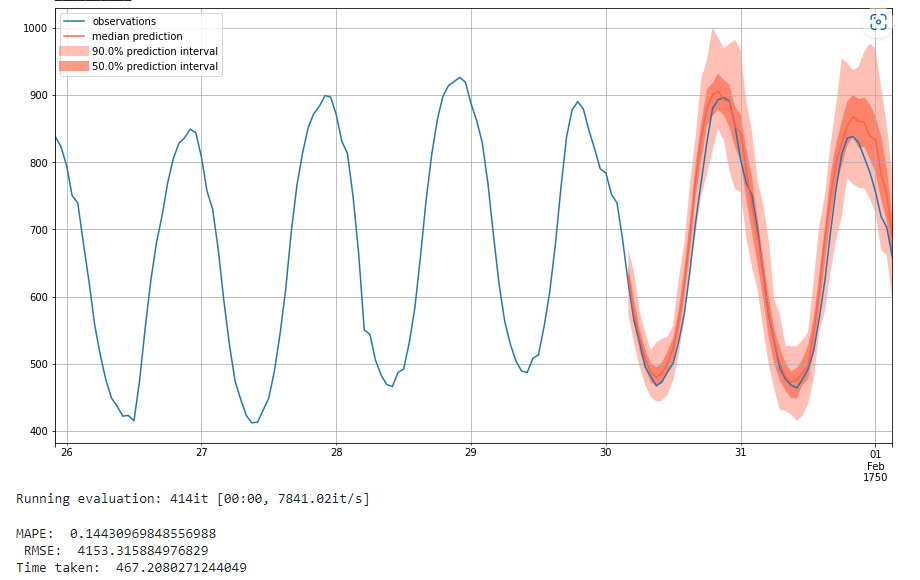 observations
median prediction
90.0% prediction interval
50.0% prediction interval
1000
900
800
700
600
500
400
26 27 28 29 30 31 01
Feb
1750
Running evaluation: 414it [00:00, 7841.02it/s]
MAPE: 0.14430969848556988
RMSE: 4153.315884976829
Time taken: 467.2080271244049